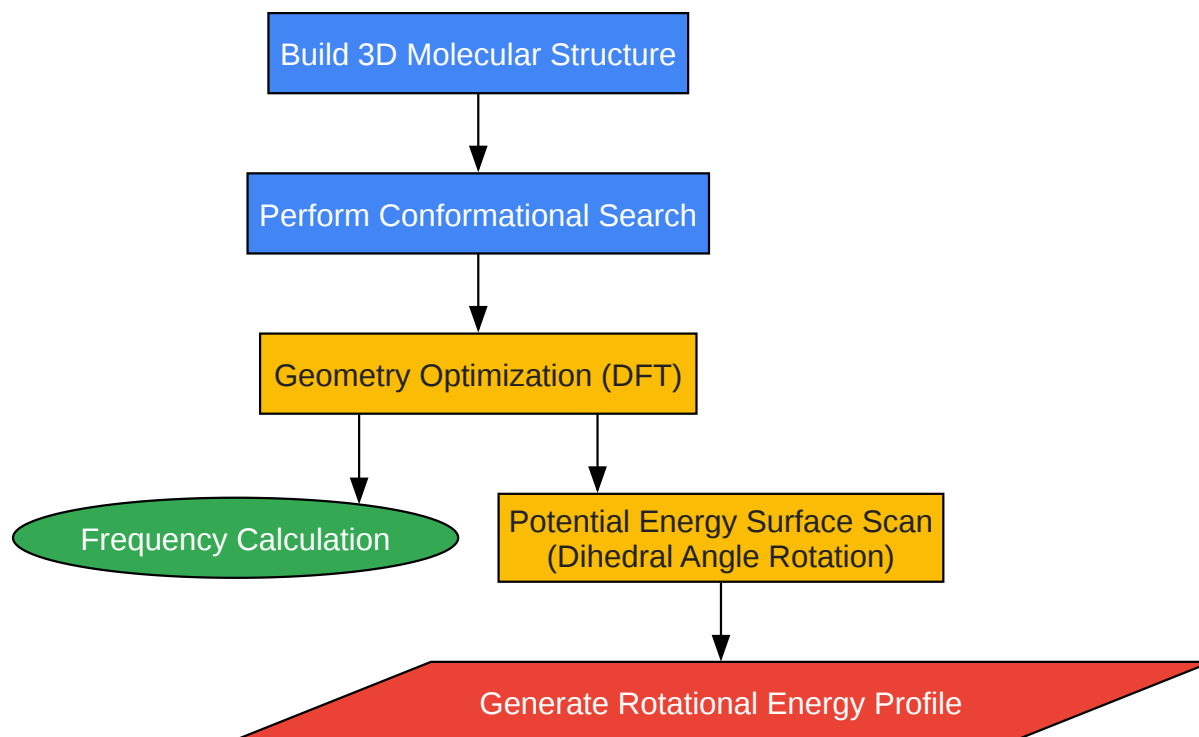 Build 3D Molecular Structure
Perform Conformational Search
Geometry Optimization (DFT)
Frequency Calculation
Potential Energy Surface Scan
(Dihedral Angle Rotation)
Generate Rotational Energy Profile